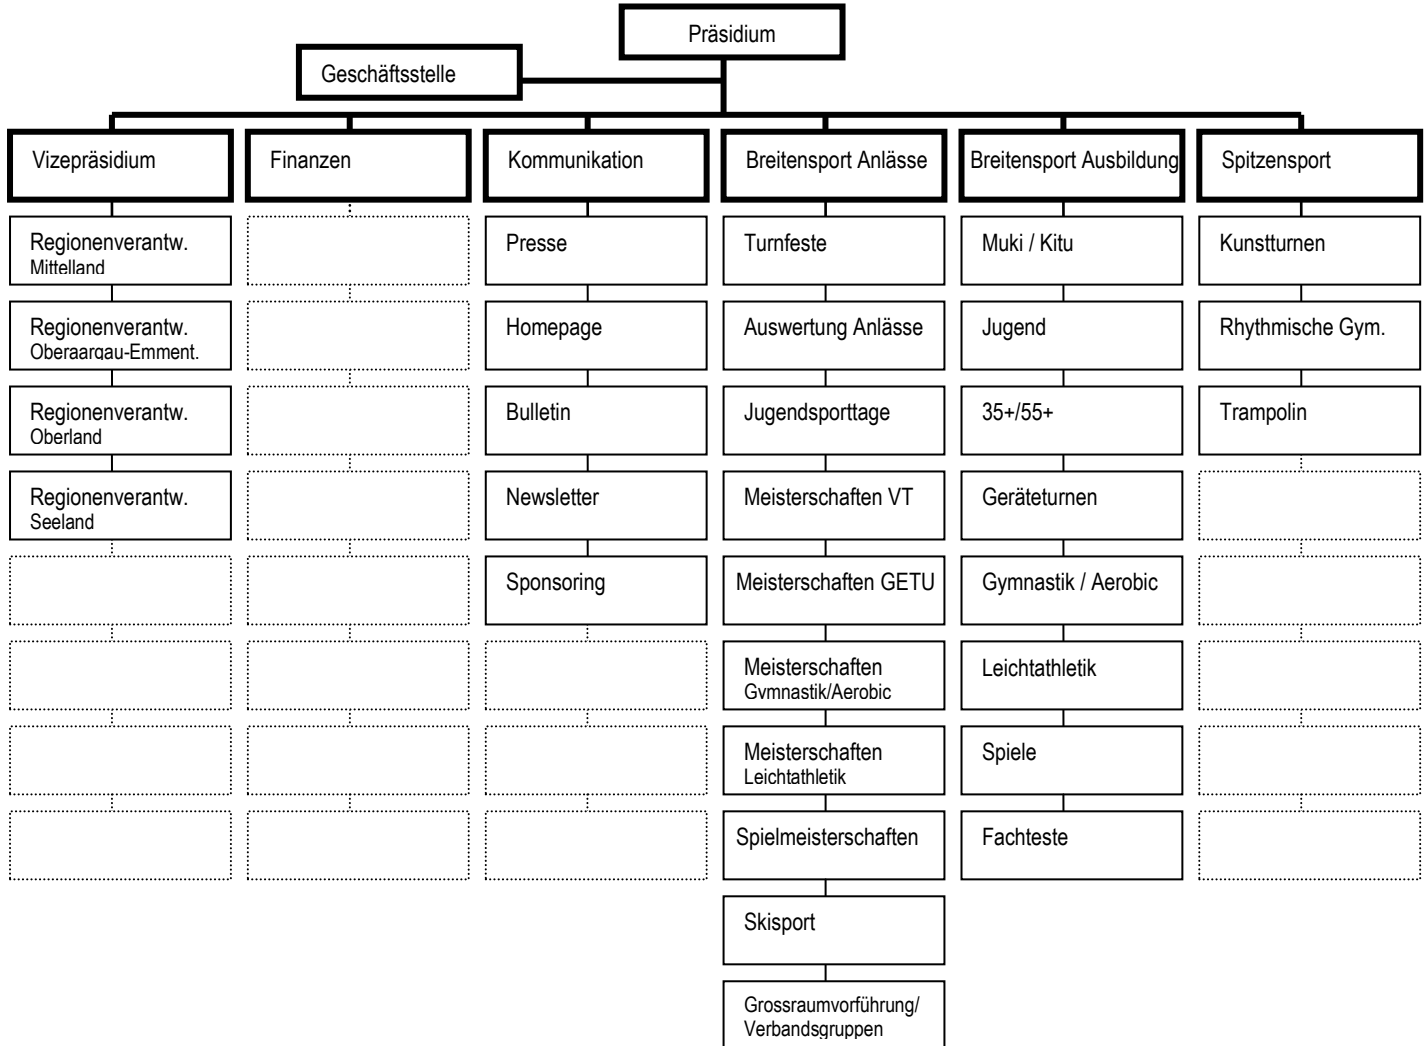 Präsidium
Geschäftsstelle
Vizepräsidium
Finanzen
Kommunikation
Breitensport Anlässe
Breitensport Ausbildung
Spitzensport
Regionenverantw.
Mittelland
Presse
Turnfeste
Muki / Kitu
Kunstturnen
Regionenverantw.
Oberaargau-Emment.
Homepage
Auswertung Anlässe
Jugend
Rhythmische Gym.
Regionenverantw.
Oberland
Bulletin
Jugendsporttage
35+/55+
Trampolin
Regionenverantw.
Seeland
Newsletter
Meisterschaften VT
Geräteturnen
Sponsoring
Meisterschaften GETU
Gymnastik / Aerobic
Meisterschaften
Gymnastik/Aerobic
Leichtathletik
Meisterschaften
Leichtathletik
Spiele
Spielmeisterschaften
Fachteste
Skisport
Grossraumvorführung/
Verbandsgruppen